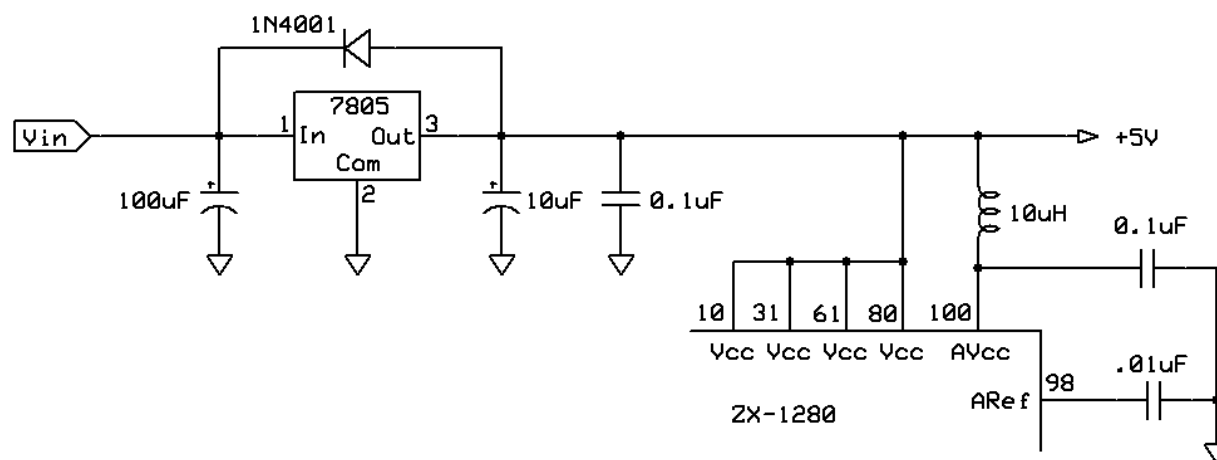 1N4001
7805
Vin
1
In
Out
3
+5V
Com
2
100uF
+
10uF
+
0.1uF
10uH
0.1uF
10
31
61
80
100
Vcc
Vcc
Vcc
Vcc
AVcc
.01uF
98
ARef
ZX-1280